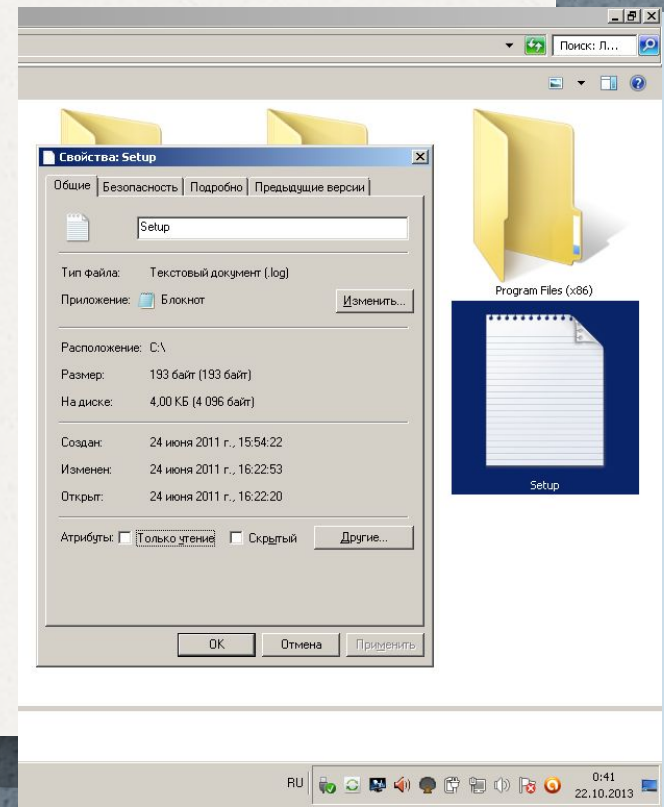 Поиск: Л...
Свойства: Setup
Общие Безопасность Подробно Предыдущие версии
Setup
Тип файла: Текстовый документ (.log)
Приложение: Блокнот Изменить...
Расположение: C:\
Размер: 193 байт (193 байт)
На диске: 4,00 КБ (4 096 байт)
Создан: 24 июня 2011 г., 15:54:22
Изменен: 24 июня 2011 г., 16:22:53
Открыт: 24 июня 2011 г., 16:22:20
Атрибуты: Только чтение Скрытый Другие...
OK Отмена Применить
Program Files (x86)
Setup
RU 0:41
22.10.2013